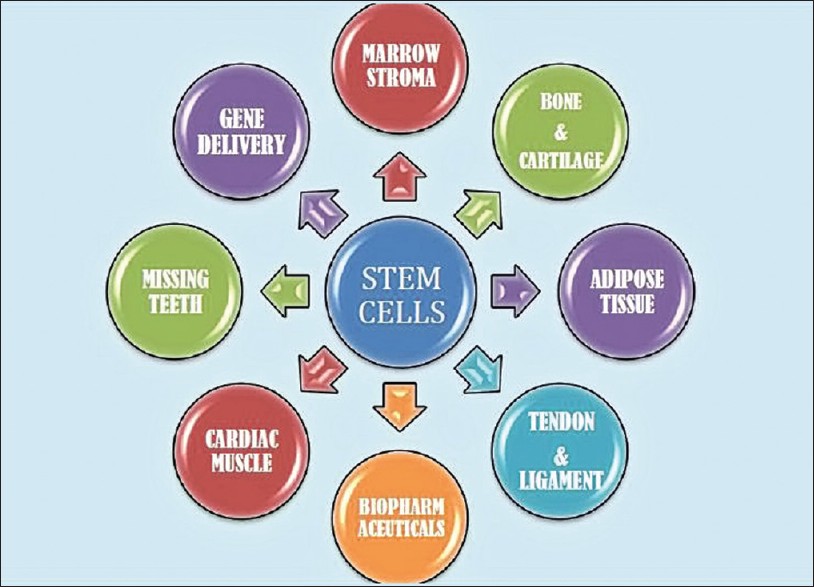 MARROW
STROMA
BONE
&
CARTILAGE
ADIPOSE
TISSUE
TENDON
&
LIGAMENT
BIOPHARM
ACEUTICALS
CARDIAC
MUSCLE
MISSING
TEETH
GENE
DELIVERY
STEM
CELLS